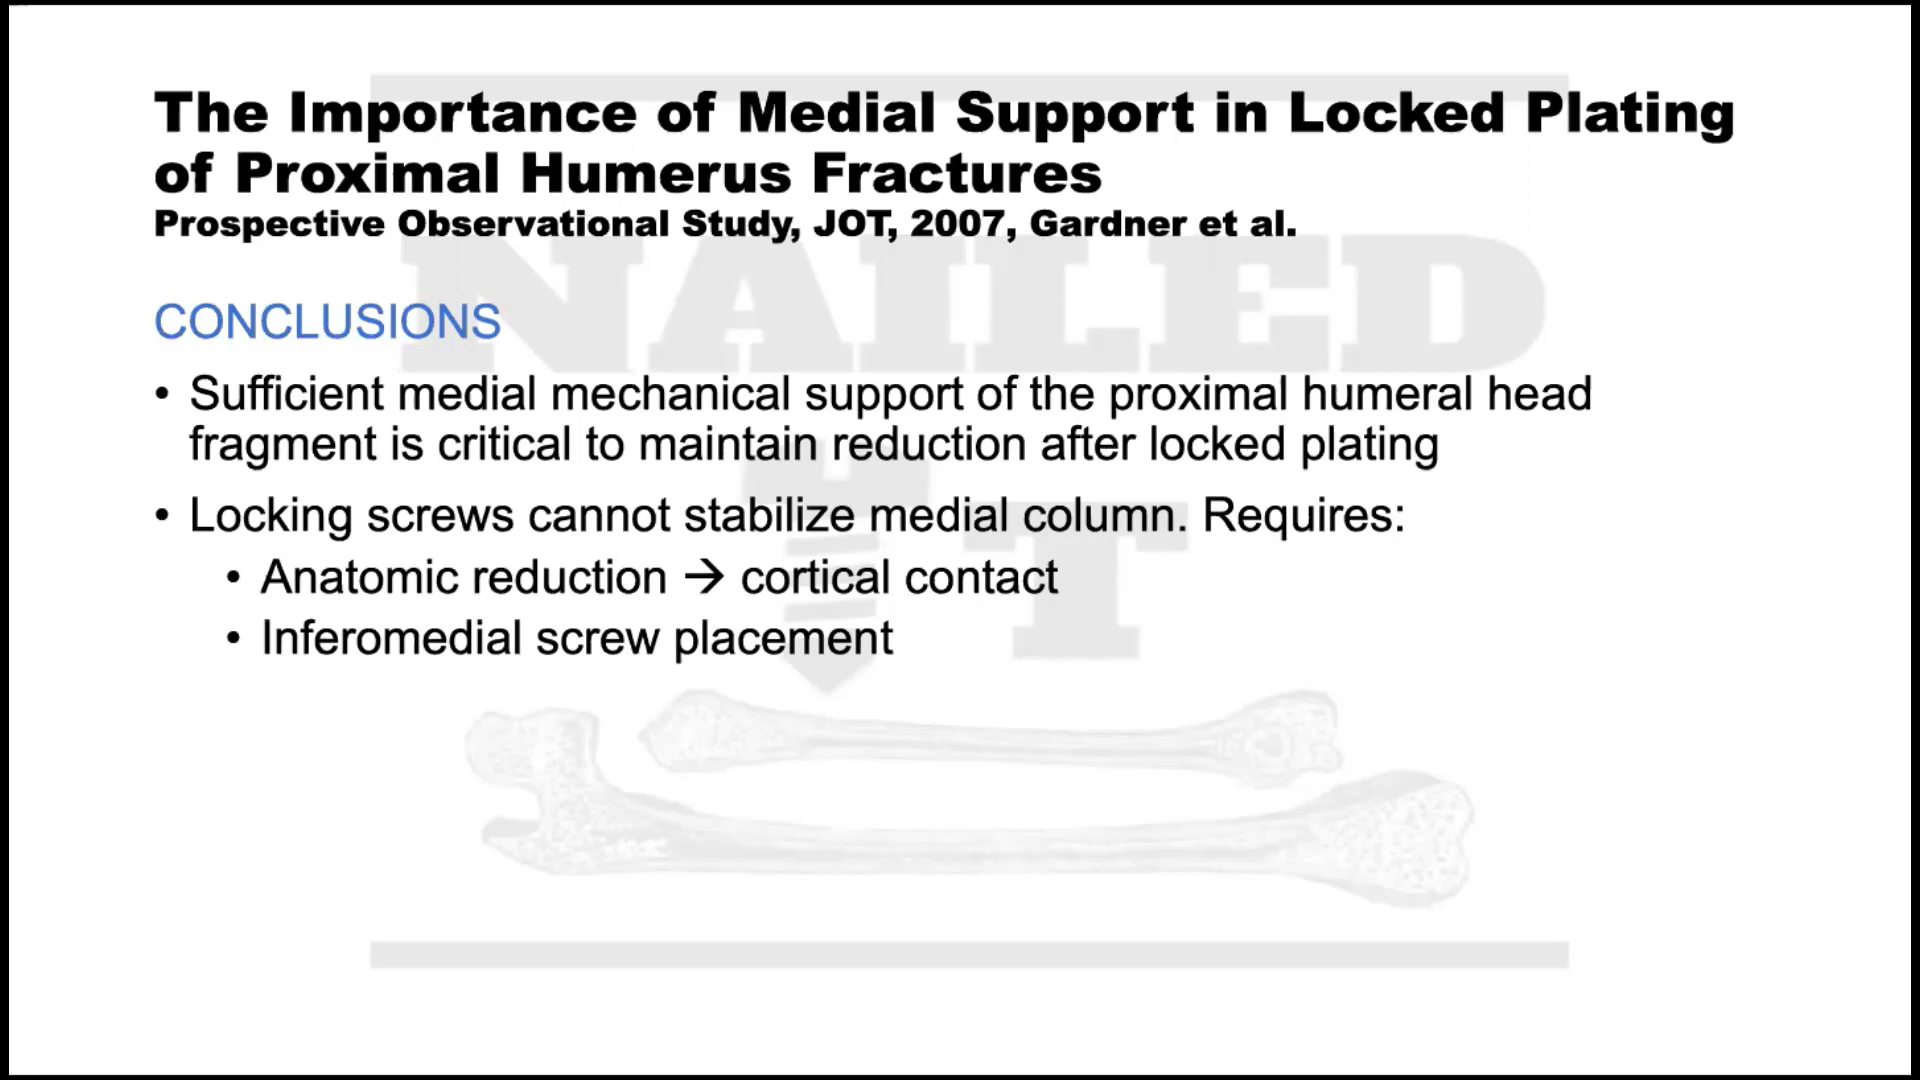 The Importance of Medial Support in Locked Plating
of Proximal Humerus Fractures
Prospective Observational Study, JOT, 2007, Gardner et al.
CONCLUSIONS
• Sufficient medial mechanical support of the proximal humeral head
fragment is critical to maintain reduction after locked plating
• Locking screws cannot stabilize medial column. Requires:
• Anatomic reduction → cortical contact
• Inferomedial screw placement
NAILED
IT